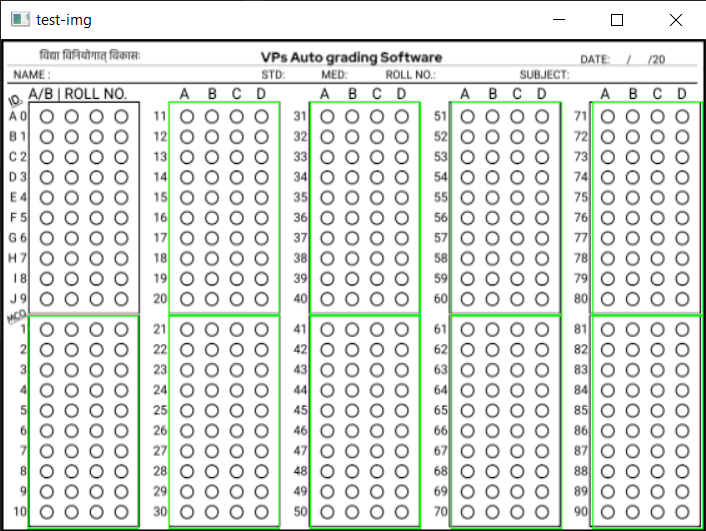 test-img
विद्या विनियोगात् विकासः
VPs Auto grading Software
DATE: / /20
NAME : STD: MED: ROLL NO.: SUBJECT:
ID. A/B | ROLL NO. A B C D A B C D A B C D A B C D
A 0 11 31 51 71
B 1 12 32 52 72
C 2 13 33 53 73
D 3 14 34 54 74
E 4 15 35 55 75
F 5 16 36 56 76
G 6 17 37 57 77
H 7 18 38 58 78
I 8 19 39 59 79
J 9 20 40 60 80
MCQ
1 21 41 61 81
2 22 42 62 82
3 23 43 63 83
4 24 44 64 84
5 25 45 65 85
6 26 46 66 86
7 27 47 67 87
8 28 48 68 88
9 29 49 69 89
10 30 50 70 90